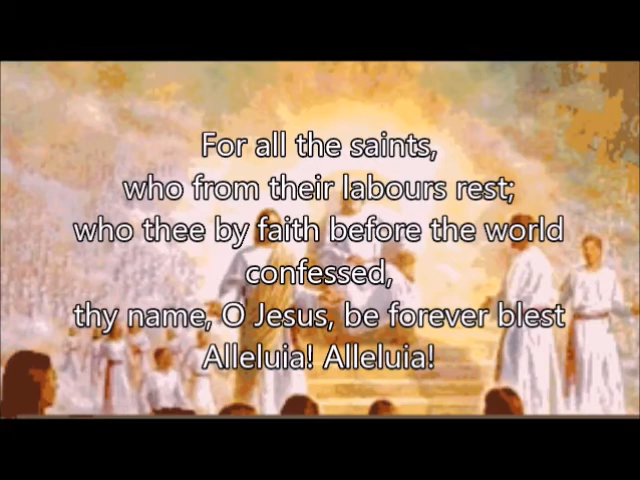 For all the saints,
who from their labours rest;
who thee by faith before the world
confessed,
thy name, O Jesus, be forever blest
Alleluia! Alleluia!